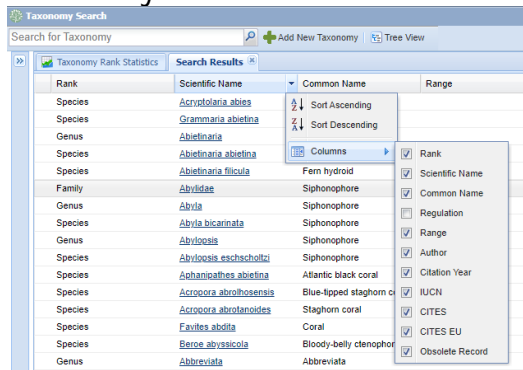 Taxonomy Search
Search for Taxonomy Add New Taxonomy Tree View
Taxonomy Rank Statistics Search Results
Rank Scientific Name Common Name Range
Species Acryptolaria abies
Species Grammaria abietina
Genus Abietinaria
Species Abietinaria abietina
Species Abietinaria filicula Fern hydroid
Family Abylidae Siphonophore
Genus Abyla Siphonophore
Species Abyla bicarinata Siphonophore
Genus Abylopsis Siphonophore
Species Abylopsis eschscholtzi Siphonophore
Species Aphanipathes abietina Atlantic black coral
Species Acropora abrolhosensis Blue-tipped staghorn c
Species Acropora abrotanoides Staghorn coral
Species Favites abdita Coral
Species Beroe abyssicola Bloody-belly ctenophor
Genus Abbreviata Abbreviata
Sort Ascending
Sort Descending
Columns
Rank
Scientific Name
Common Name
Regulation
Range
Author
Citation Year
IUCN
CITES
CITES EU
Obsolete Record